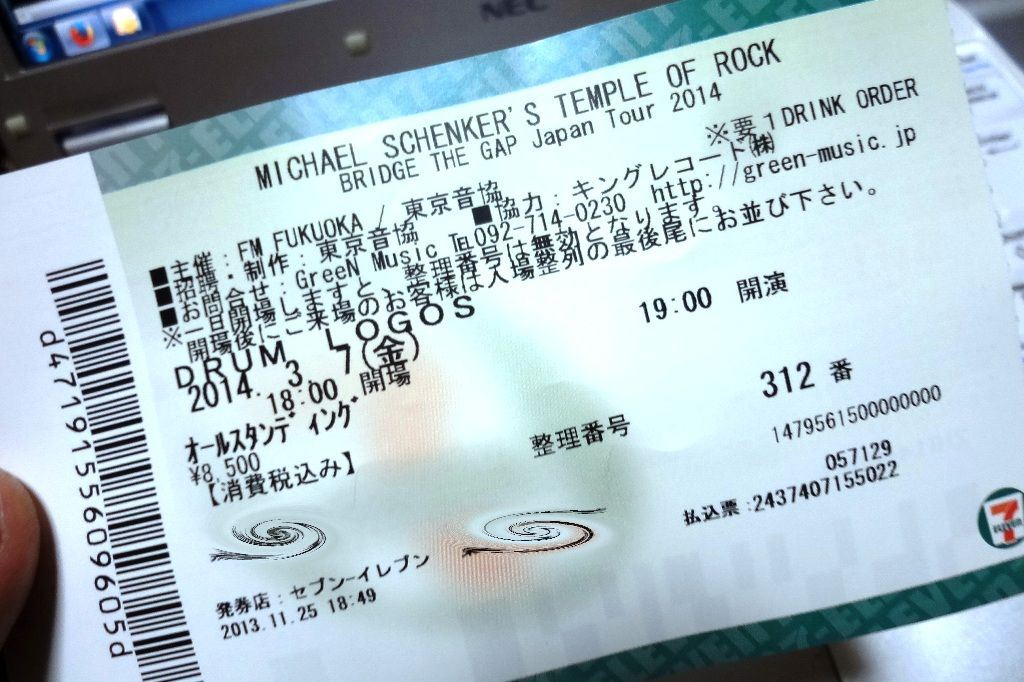 NEC
MICHAEL SCHENKER'S TEMPLE OF ROCK
BRIDGE THE GAP Japan Tour 2014
※要1DRINK ORDER
■主催:FM FUKUOKA / 東京音協
■招聘・制作:東京音協 ■協力:キングレコード㈱
■お問合せ:GreeN Music ℡092-714-0230 http://green-music.jp
※一旦開場しますと、整理番号は無効となります。
開場後にご来場のお客様は入場整列の最後尾にお並び下さい。
DRUM LOGOS
2014. 3. 7(金)
18:00 開場 19:00 開演
オールスタンディング
¥8,500 整理番号 312 番
【消費税込み】
14795615000000000
057129
払込票:2437407155022
発券店:セブン-イレブン
2013.11.25 18:49
7 ELEVEN
d4719155609605d